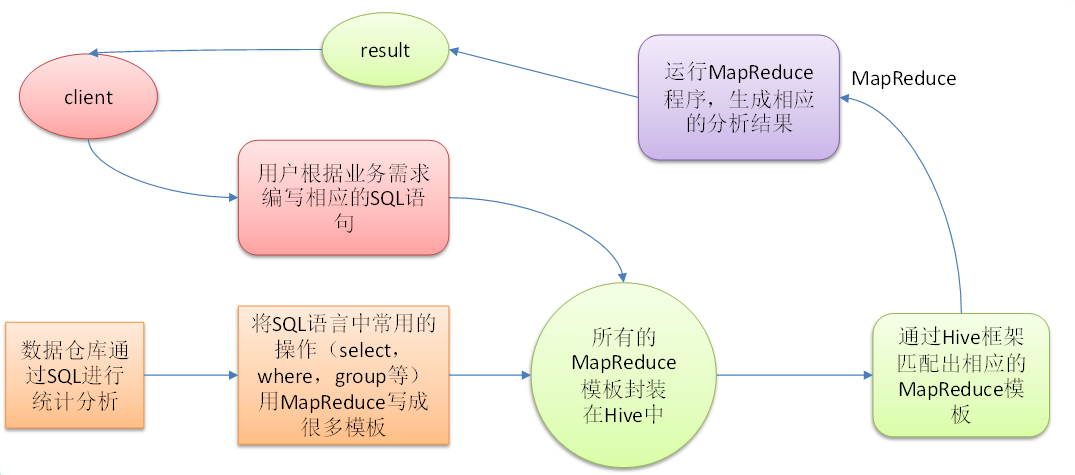 result
client
运行MapReduce
程序，生成相应
的分析结果
MapReduce
用户根据业务需求
编写相应的SQL语
句
数据仓库通
过SQL进行
统计分析
将SQL语言中常用的
操作（select，
where，group等）
用MapReduce写成
很多模板
所有的
MapReduce
模板封装
在Hive中
通过Hive框架
匹配出相应的
MapReduce模
板